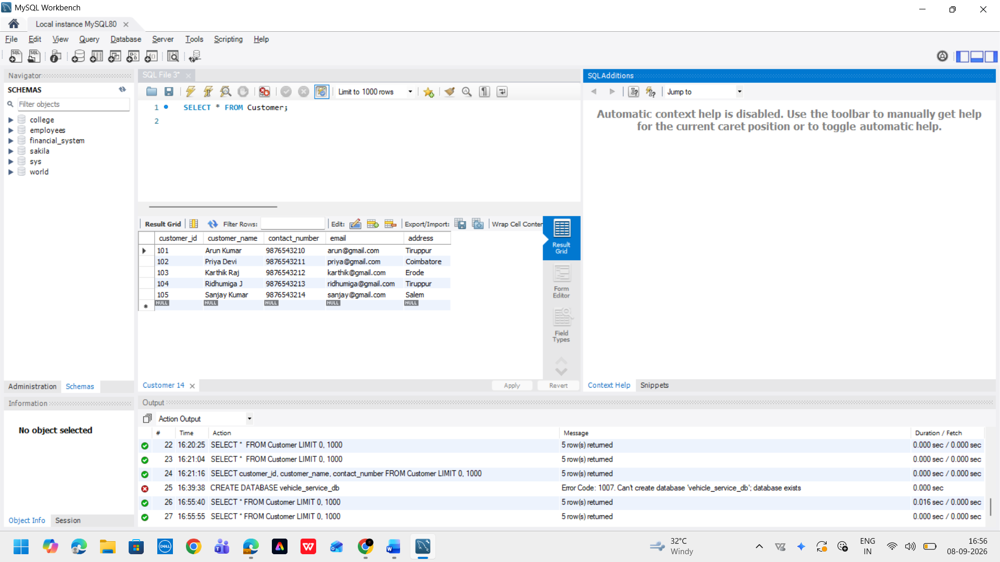 MySQL Workbench
Local instance MySQL80
File Edit View Query Database Server Tools Scripting Help
Navigator
SCHEMAS
Filter objects
college
employees
financial_system
sakila
sys
world
Administration Schemas
Information
No object selected
Object Info Session
SQL File 3*
Limit to 1000 rows
1 SELECT * FROM Customer;
2
Result Grid Filter Rows: Edit: Export/Import: Wrap Cell Conten
customer_id customer_name contact_number email address
101 Arun Kumar 9876543210 arun@gmail.com Tiruppur
102 Priya Devi 9876543211 priya@gmail.com Coimbatore
103 Karthik Raj 9876543212 karthik@gmail.com Erode
104 Ridhumiga J 9876543213 ridhumiga@gmail.com Tiruppur
105 Sanjay Kumar 9876543214 sanjay@gmail.com Salem
NULL NULL NULL NULL NULL
Result
Grid
Form
Editor
Field
Types
Customer 14 Apply Revert
SQLAdditions
Jump to
Automatic context help is disabled. Use the toolbar to manually get help
for the current caret position or to toggle automatic help.
Context Help Snippets
Output
Action Output
# Time Action Message Duration / Fetch
22 16:20:25 SELECT * FROM Customer LIMIT 0, 1000 5 row(s) returned 0.000 sec / 0.000 sec
23 16:21:04 SELECT * FROM Customer LIMIT 0, 1000 5 row(s) returned 0.000 sec / 0.000 sec
24 16:21:16 SELECT customer_id, customer_name, contact_number FROM Customer LIMIT 0, 1000 5 row(s) returned 0.000 sec / 0.000 sec
25 16:39:38 CREATE DATABASE vehicle_service_db Error Code: 1007. Can't create database 'vehicle_service_db'; database exists 0.000 sec
26 16:55:40 SELECT * FROM Customer LIMIT 0, 1000 5 row(s) returned 0.016 sec / 0.000 sec
27 16:55:55 SELECT * FROM Customer LIMIT 0, 1000 5 row(s) returned 0.000 sec / 0.000 sec
32°C
Windy
ENG
IN
16:56
08-09-2026